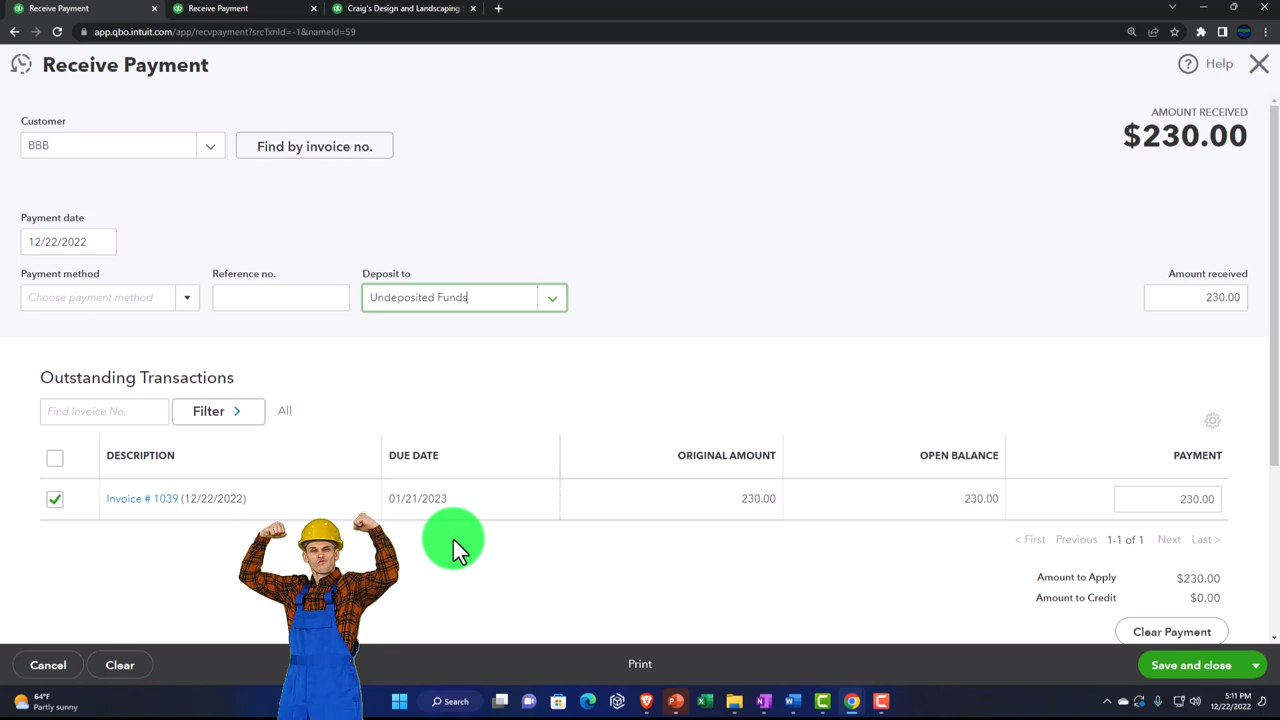 Receive Payment
Receive Payment
Craig's Design and Landscaping S
app.qbo.intuit.com/app/recvpayment?srcTxnId=-1&nameId=59
Receive Payment
Help
Customer
BBB
Find by invoice no.
AMOUNT RECEIVED
$230.00
Payment date
12/22/2022
Payment method
Reference no.
Deposit to
Amount received
Choose payment method
Undeposited Funds
230.00
Outstanding Transactions
Find Invoice No.
Filter >
All
DESCRIPTION
DUE DATE
ORIGINAL AMOUNT
OPEN BALANCE
PAYMENT
Invoice # 1039 (12/22/2022)
01/21/2023
230.00
230.00
230.00
< First Previous 1-1 of 1 Next Last >
Amount to Apply $230.00
Amount to Credit $0.00
Clear Payment
Cancel
Clear
Print
Save and close
64°F
Partly sunny
Search
5:11 PM
12/22/2022